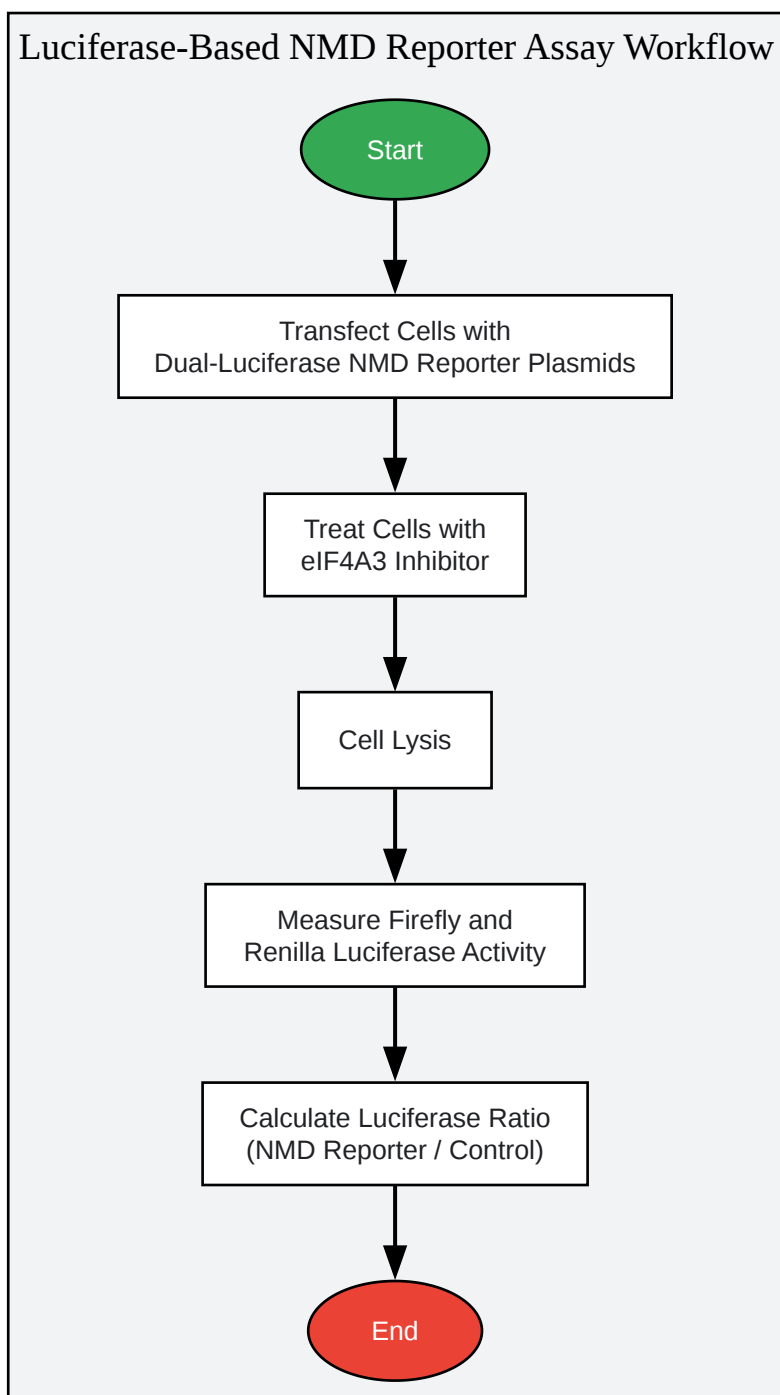 Luciferase-Based NMD Reporter Assay Workflow
Start
Transfect Cells with
Dual-Luciferase NMD Reporter Plasmids
Treat Cells with
eIF4A3 Inhibitor
Cell Lysis
Measure Firefly and
Renilla Luciferase Activity
Calculate Luciferase Ratio
(NMD Reporter / Control)
End